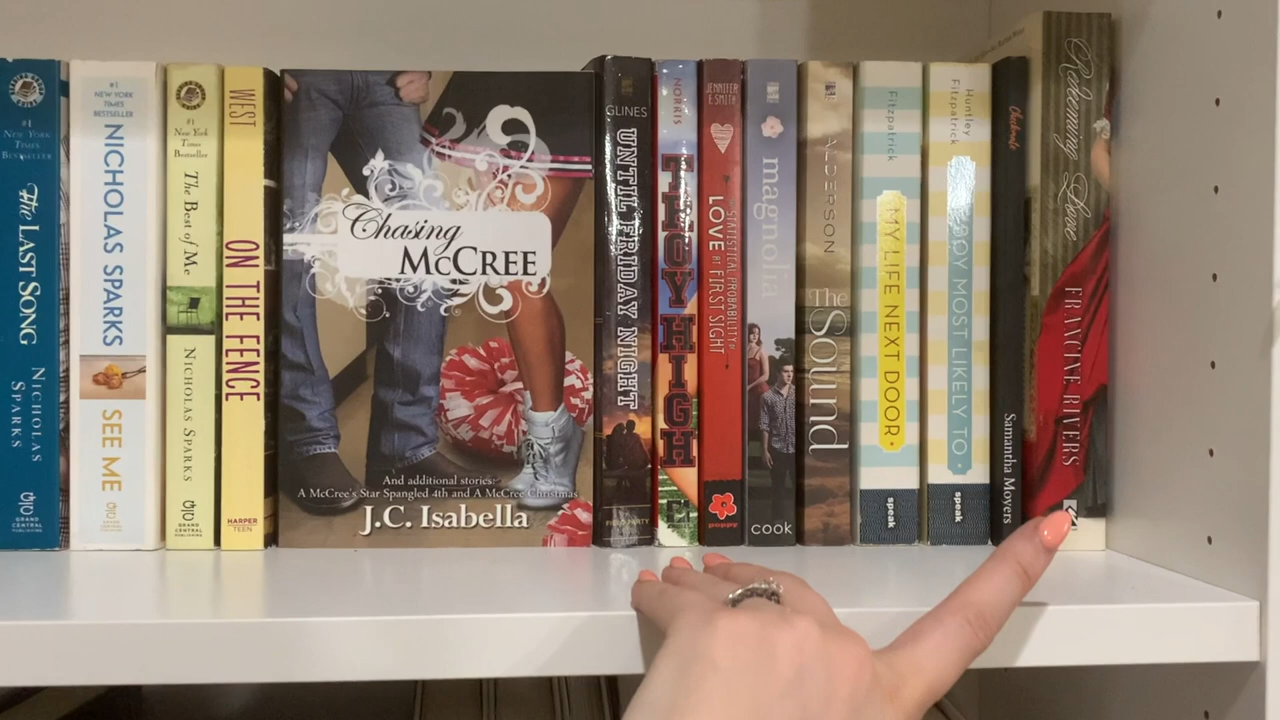 #1
NEW YORK
TIMES
BESTSELLER
The LAST SONG
NICHOLAS
SPARKS
GRAND
CENTRAL
PUBLISHING
#1
NEW YORK
TIMES
BESTSELLER
NICHOLAS SPARKS
SEE ME
GRAND
CENTRAL
PUBLISHING
#1
New York
Times
Bestseller
The Best of Me
NICHOLAS SPARKS
GRAND
CENTRAL
PUBLISHING
WEST
ON THE FENCE
HARPER
TEEN
Chasing
MCCREE
And additional stories:
A McCree's Star Spangled 4th and A McCree Christmas
J.C. Isabella
GLINES
UNTIL FRIDAY NIGHT
FIELD PARTY
NORRIS
TROY HIGH
JENNIFER
E. SMITH
THE STATISTICAL PROBABILITY of
LOVE AT FIRST SIGHT
poppy
magnolia
cook
ALDERSON
The
Sound
Fitzpatrick
MY LIFE NEXT DOOR
speak
Huntley
Fitzpatrick
BOY MOST LIKELY TO
speak
Checkmate
Samantha Moyers
Redeeming Love
FRANCINE RIVERS